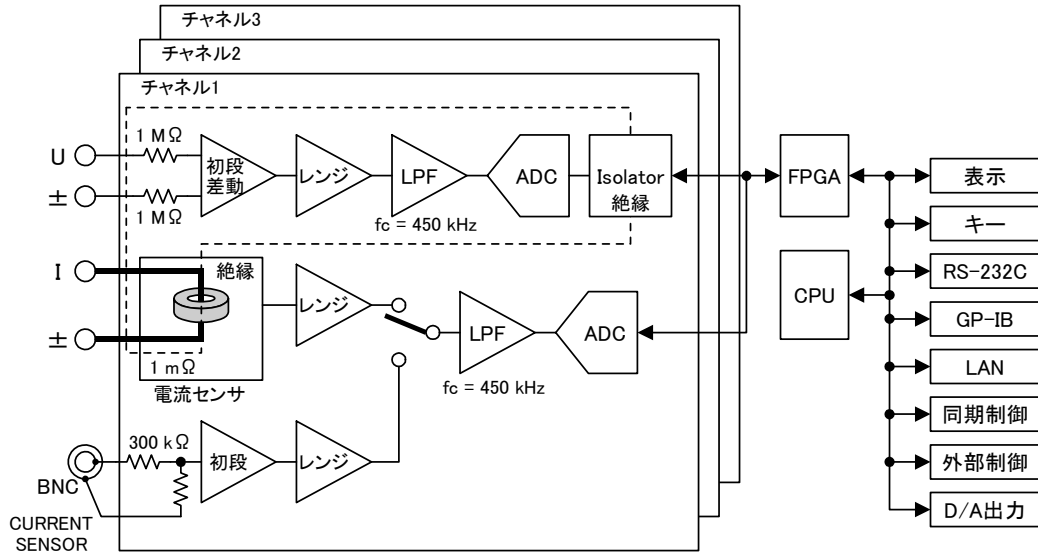 チャネル3
チャネル2
チャネル1
U
1 MΩ
±
1 MΩ
初段
差動
レンジ
LPF
fc = 450 kHz
ADC
Isolator
絶縁
I
±
絶縁
1 mΩ
電流センサ
レンジ
LPF
fc = 450 kHz
ADC
BNC
CURRENT
SENSOR
300 kΩ
初段
レンジ
FPGA
CPU
表示
キー
RS-232C
GP-IB
LAN
同期制御
外部制御
D/A出力